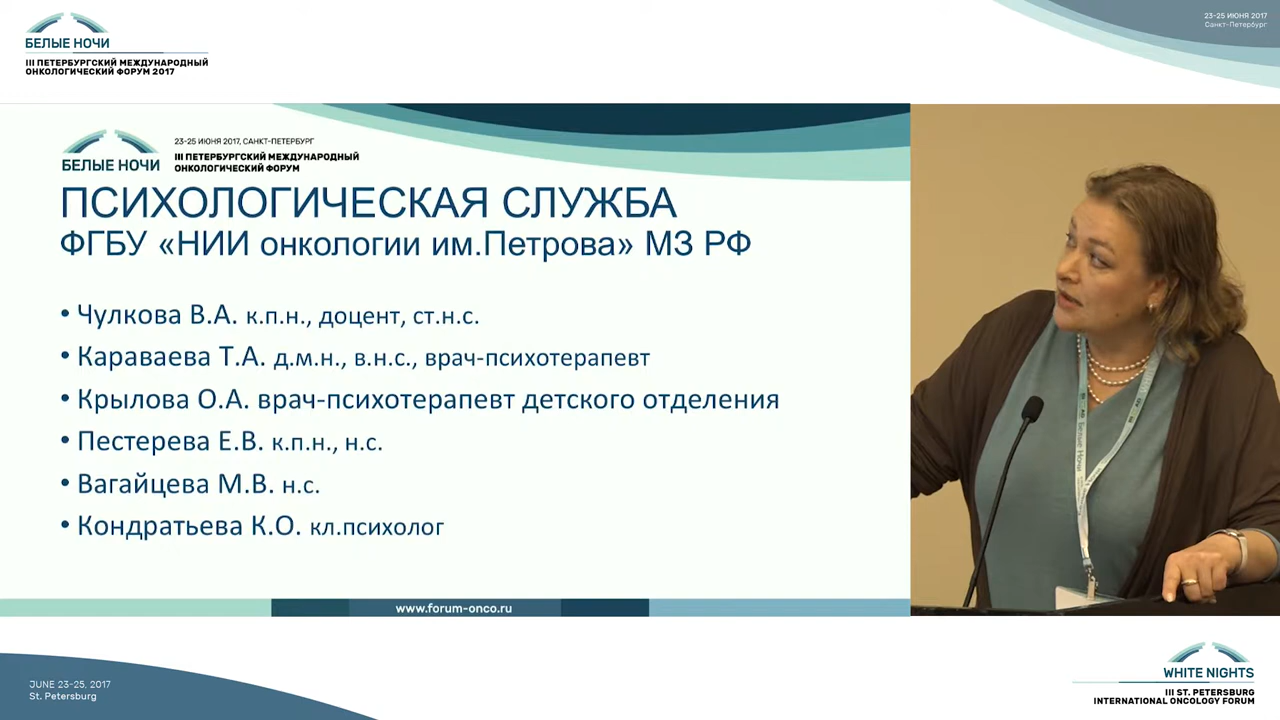 БЕЛЫЕ НОЧИ
III ПЕТЕРБУРГСКИЙ МЕЖДУНАРОДНЫЙ
ОНКОЛОГИЧЕСКИЙ ФОРУМ 2017
23-25 ИЮНЯ 2017
Санкт-Петербург
БЕЛЫЕ НОЧИ
23-25 ИЮНЯ 2017, САНКТ-ПЕТЕРБУРГ
III ПЕТЕРБУРГСКИЙ МЕЖДУНАРОДНЫЙ
ОНКОЛОГИЧЕСКИЙ ФОРУМ
ПСИХОЛОГИЧЕСКАЯ СЛУЖБА
ФГБУ «НИИ онкологии им.Петрова» МЗ РФ
• Чулкова В.А. к.п.н., доцент, ст.н.с.
• Караваева Т.А. д.м.н., в.н.с., врач-психотерапевт
• Крылова О.А. врач-психотерапевт детского отделения
• Пестерева Е.В. к.п.н., н.с.
• Вагайцева М.В. н.с.
• Кондратьева К.О. кл.психолог
www.forum-onco.ru
Белые Ночи
JUNE 23-25, 2017
St. Petersburg
WHITE NIGHTS
III ST. PETERSBURG
INTERNATIONAL ONCOLOGY FORUM